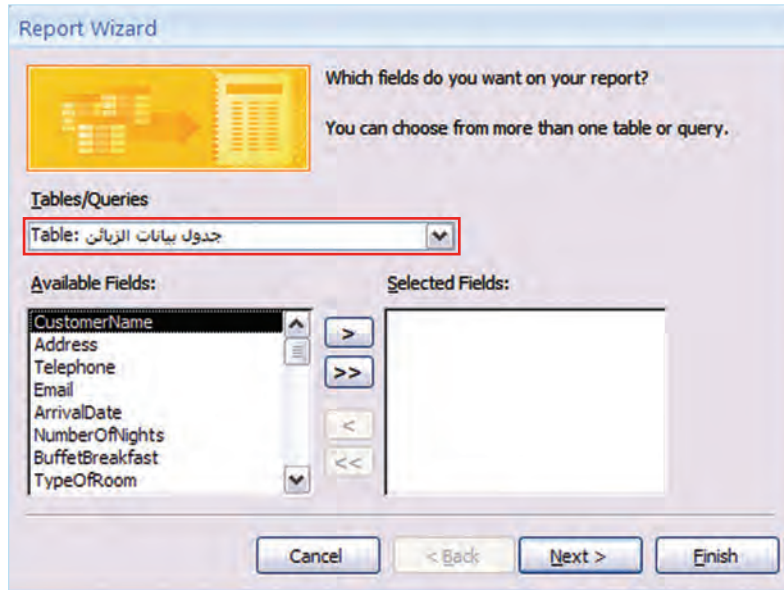 Report Wizard
Which fields do you want on your report?
You can choose from more than one table or query.
Tables/Queries
Table: جدول بيانات الزبائن
Available Fields:
Selected Fields:
CustomerName
Address
Telephone
Email
ArrivalDate
NumberOfNights
BuffetBreakfast
TypeOfRoom
>
>>
<
<<
Cancel
< Back
Next >
Finish